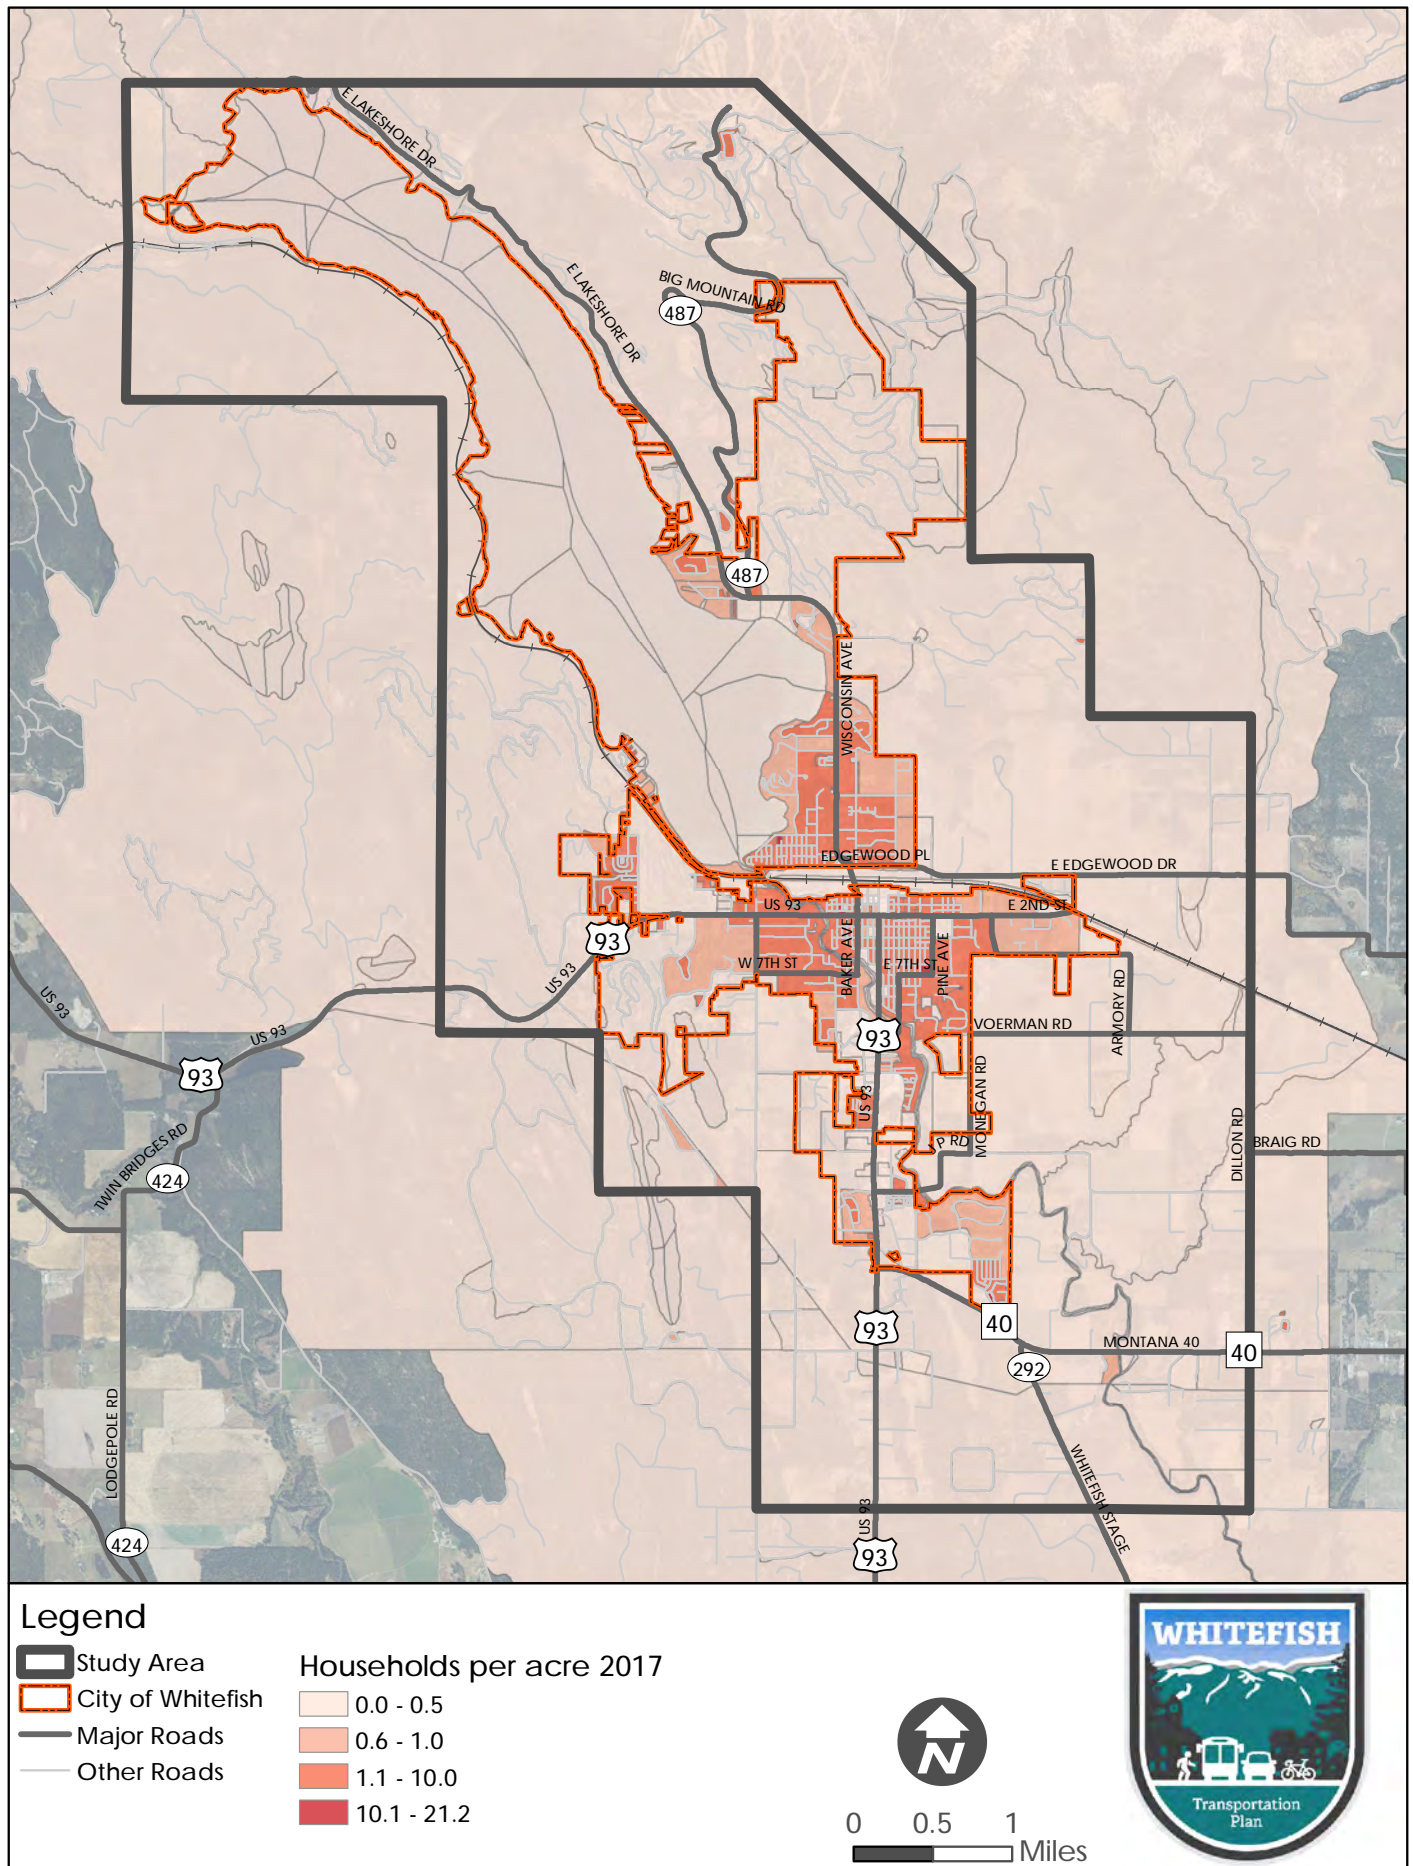 E LAKESHORE DR
E LAKESHORE DR
BIG MOUNTAIN RD
487
487
WISCONSIN AVE
EDGEWOOD PL
E EDGEWOOD DR
US 93
E 2ND ST
93
BAKER AVE
W 7TH ST
E 7TH ST
PINE AVE
US 93
US 93
US 93
93
93
VOERMAN RD
ARMORY RD
MONEGAN RD
US 93
P RD
DILLON RD
BRAIG RD
TWIN BRIDGES RD
424
93
40
MONTANA 40
40
292
LODGEPOLE RD
WHITEFISH STAGE
US 93
424
93
Legend
Study Area
City of Whitefish
Major Roads
Other Roads
Households per acre 2017
0.0 - 0.5
0.6 - 1.0
1.1 - 10.0
10.1 - 21.2
N
0 0.5 1
Miles
WHITEFISH
Transportation
Plan